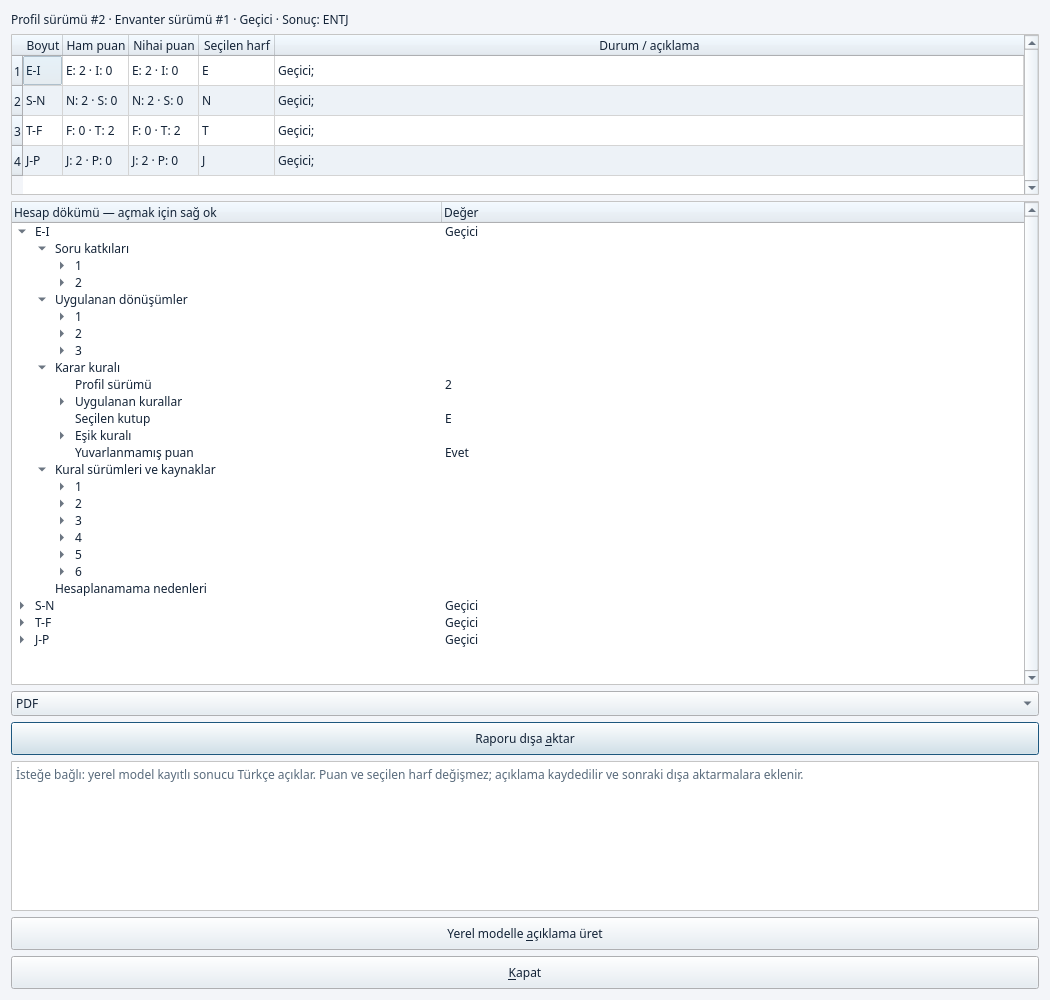 Profil sürümü #2 · Envanter sürümü #1 · Geçici · Sonuç: ENTJ
Boyut Ham puan Nihai puan Seçilen harf Durum / açıklama
1 E-I E: 2 · I: 0 E: 2 · I: 0 E Geçici;
2 S-N N: 2 · S: 0 N: 2 · S: 0 N Geçici;
3 T-F F: 0 · T: 2 F: 0 · T: 2 T Geçici;
4 J-P J: 2 · P: 0 J: 2 · P: 0 J Geçici;
Hesap dökümü — açmak için sağ ok Değer
E-I Geçici
Soru katkıları
1
2
Uygulanan dönüşümler
1
2
3
Karar kuralı
Profil sürümü 2
Uygulanan kurallar
Seçilen kutup E
Eşik kuralı
Yuvarlanmamış puan Evet
Kural sürümleri ve kaynaklar
1
2
3
4
5
6
Hesaplanamama nedenleri
S-N Geçici
T-F Geçici
J-P Geçici
PDF
Raporu dışa aktar
İsteğe bağlı: yerel model kayıtlı sonucu Türkçe açıklar. Puan ve seçilen harf değişmez; açıklama kaydedilir ve sonraki dışa aktarmalara eklenir.
Yerel modelle açıklama üret
Kapat